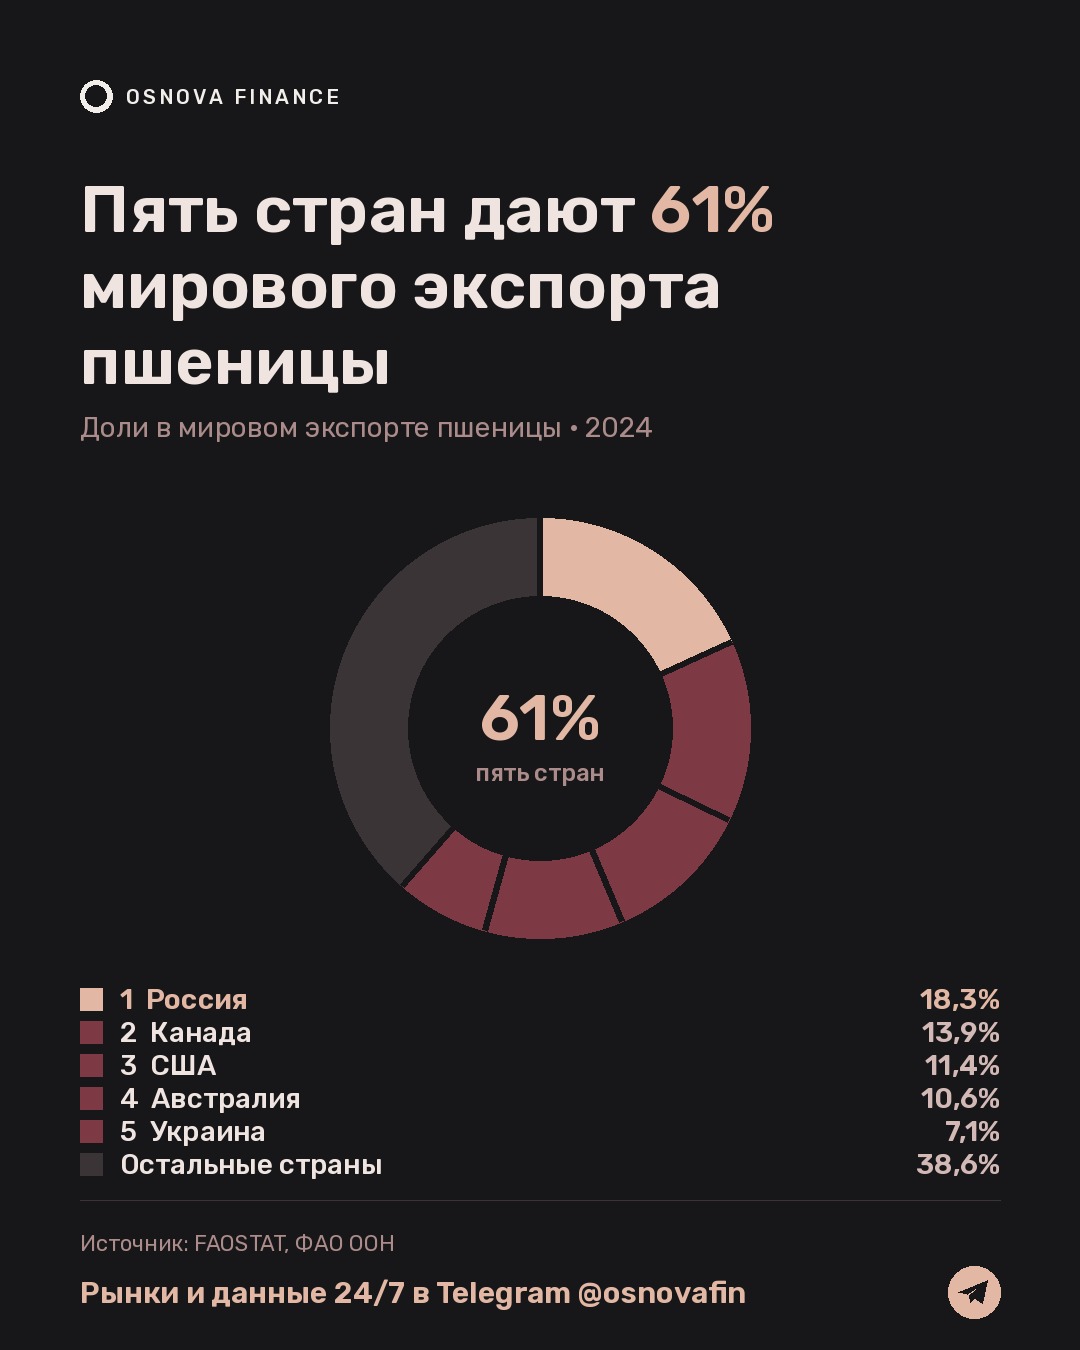 OSNOVA FINANCE
Пять стран дают 61%
мирового экспорта
пшеницы
Доли в мировом экспорте пшеницы • 2024
61%
пять стран
1 Россия 18,3%
2 Канада 13,9%
3 США 11,4%
4 Австралия 10,6%
5 Украина 7,1%
Остальные страны 38,6%
Источник: FAOSTAT, ФАО ООН
Рынки и данные 24/7 в Telegram @osnovafin